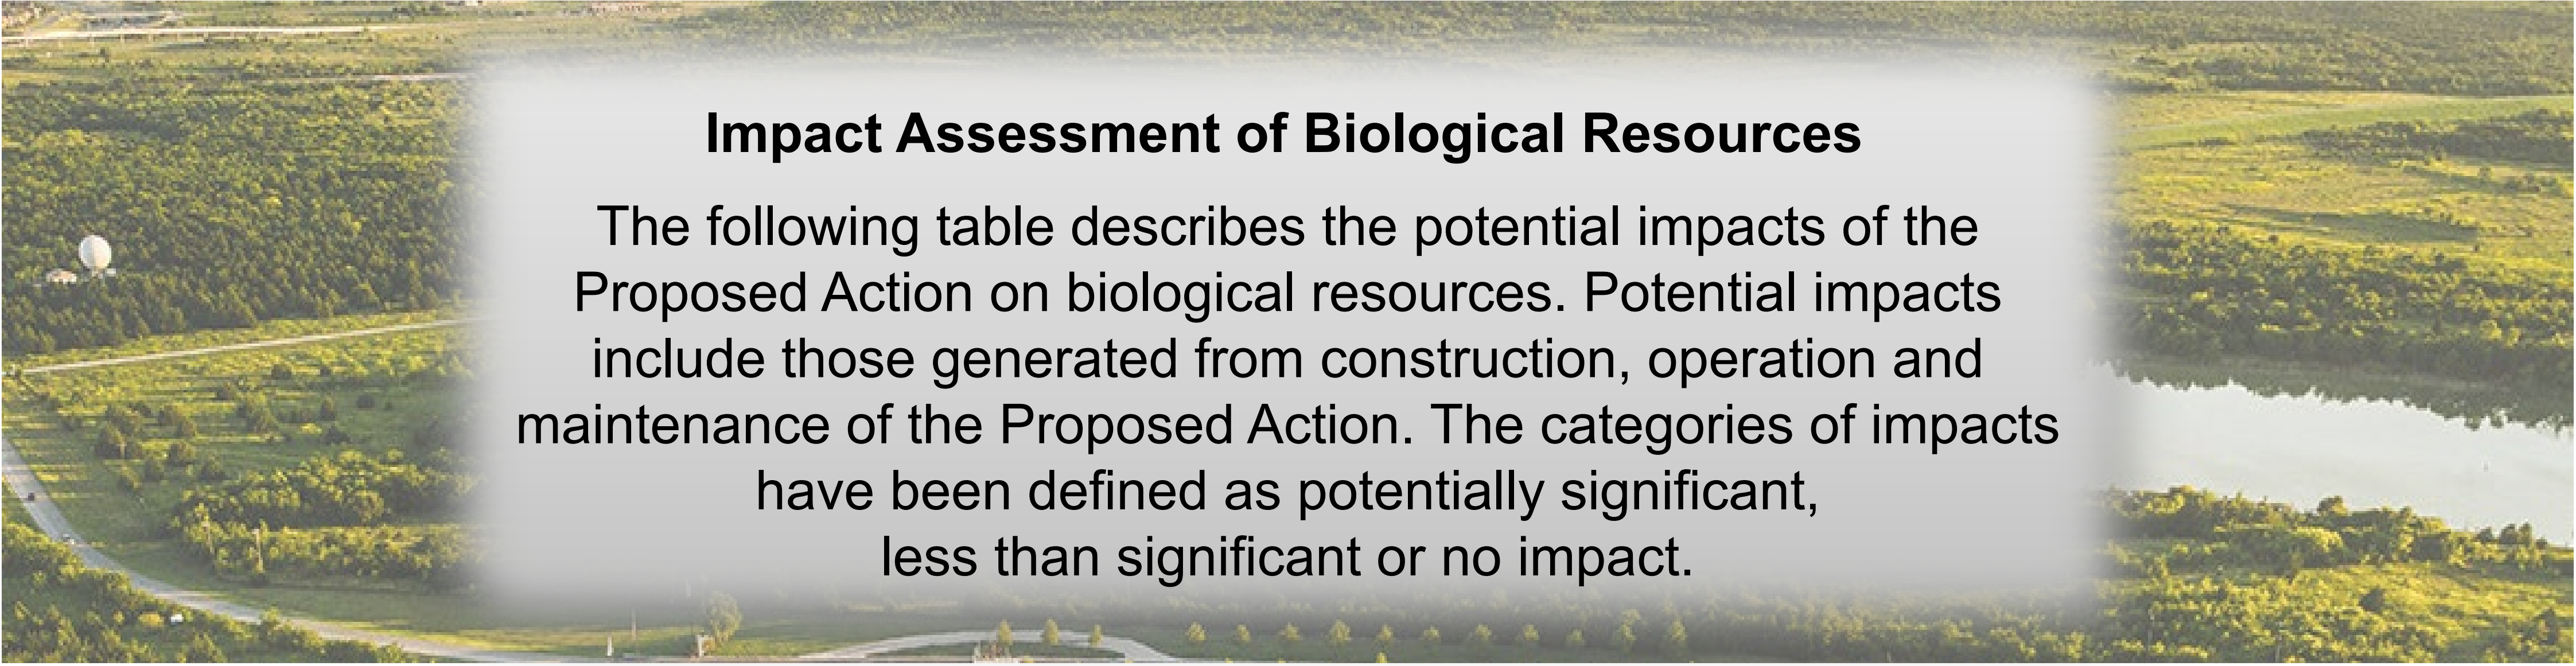 Impact Assessment of Biological Resources
The following table describes the potential impacts of the
Proposed Action on biological resources. Potential impacts
include those generated from construction, operation and
maintenance of the Proposed Action. The categories of impacts
have been defined as potentially significant,
less than significant or no impact.